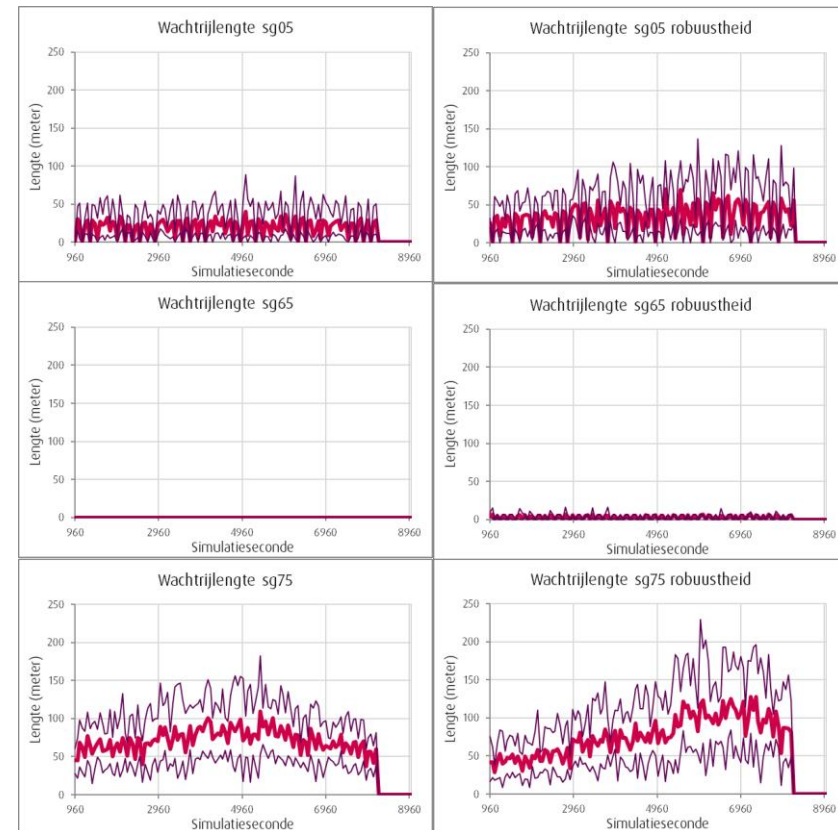 Wachtrijlengte sg05
Lengte (meter)
250
200
150
100
50
0
960 2960 4960 6960 8960
Simulatieseconde
Wachtrijlengte sg05 robuustheid
Lengte (meter)
250
200
150
100
50
0
960 2960 4960 6960 8960
Simulatieseconde
Wachtrijlengte sg65
Lengte (meter)
250
200
150
100
50
0
960 2960 4960 6960 8960
Simulatieseconde
Wachtrijlengte sg65 robuustheid
Lengte (meter)
250
200
150
100
50
0
960 2960 4960 6960 8960
Simulatieseconde
Wachtrijlengte sg75
Lengte (meter)
250
200
150
100
50
0
960 2960 4960 6960 8960
Simulatieseconde
Wachtrijlengte sg75 robuustheid
Lengte (meter)
250
200
150
100
50
0
960 2960 4960 6960 8960
Simulatieseconde